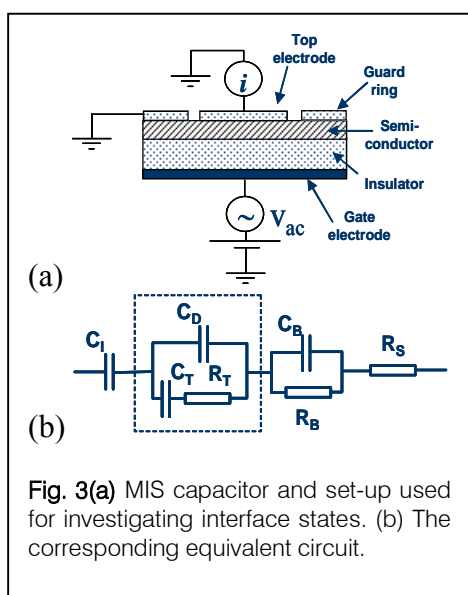 Top
electrode
Guard
ring
i
Semi-
conductor
Insulator
~
Vac
Gate
electrode
(a)
CD
CB
CI
CT
RT
RS
RB
(b)
Fig. 3(a) MIS capacitor and set-up used
for investigating interface states. (b) The
corresponding equivalent circuit.